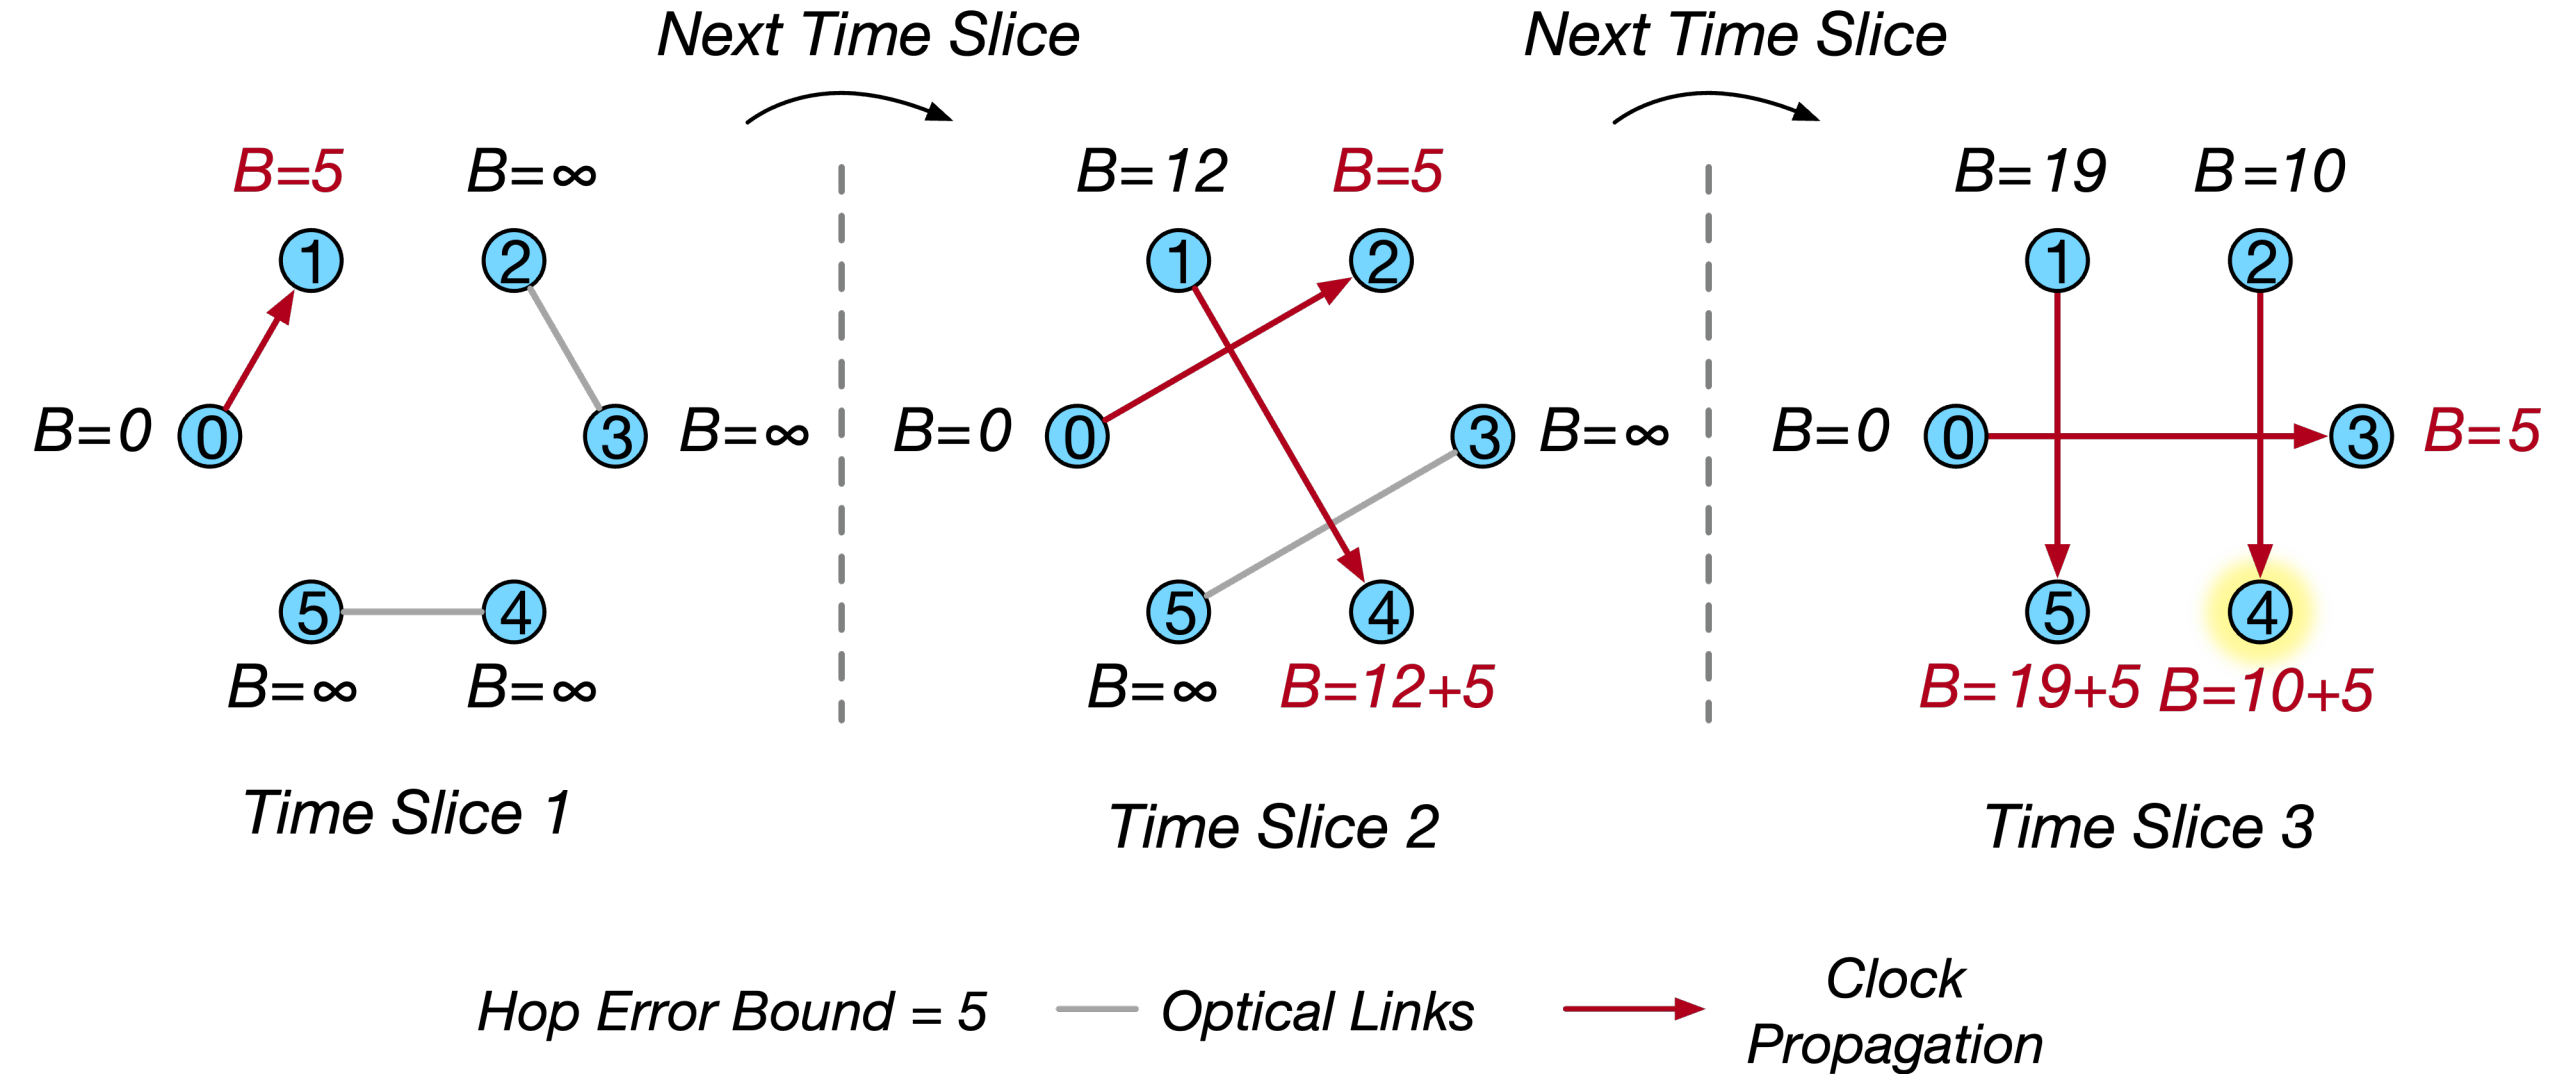 Next Time Slice
Next Time Slice
B=5
B=∞
1
2
B=0
0
3
B=∞
5
4
B=∞
B=∞
Time Slice 1
B=12
B=5
1
2
B=0
0
3
B=∞
5
4
B=∞
B=12+5
Time Slice 2
B=19
B=10
1
2
B=0
0
3
B=5
5
4
B=19+5
B=10+5
Time Slice 3
Hop Error Bound = 5
Optical Links
Clock
Propagation